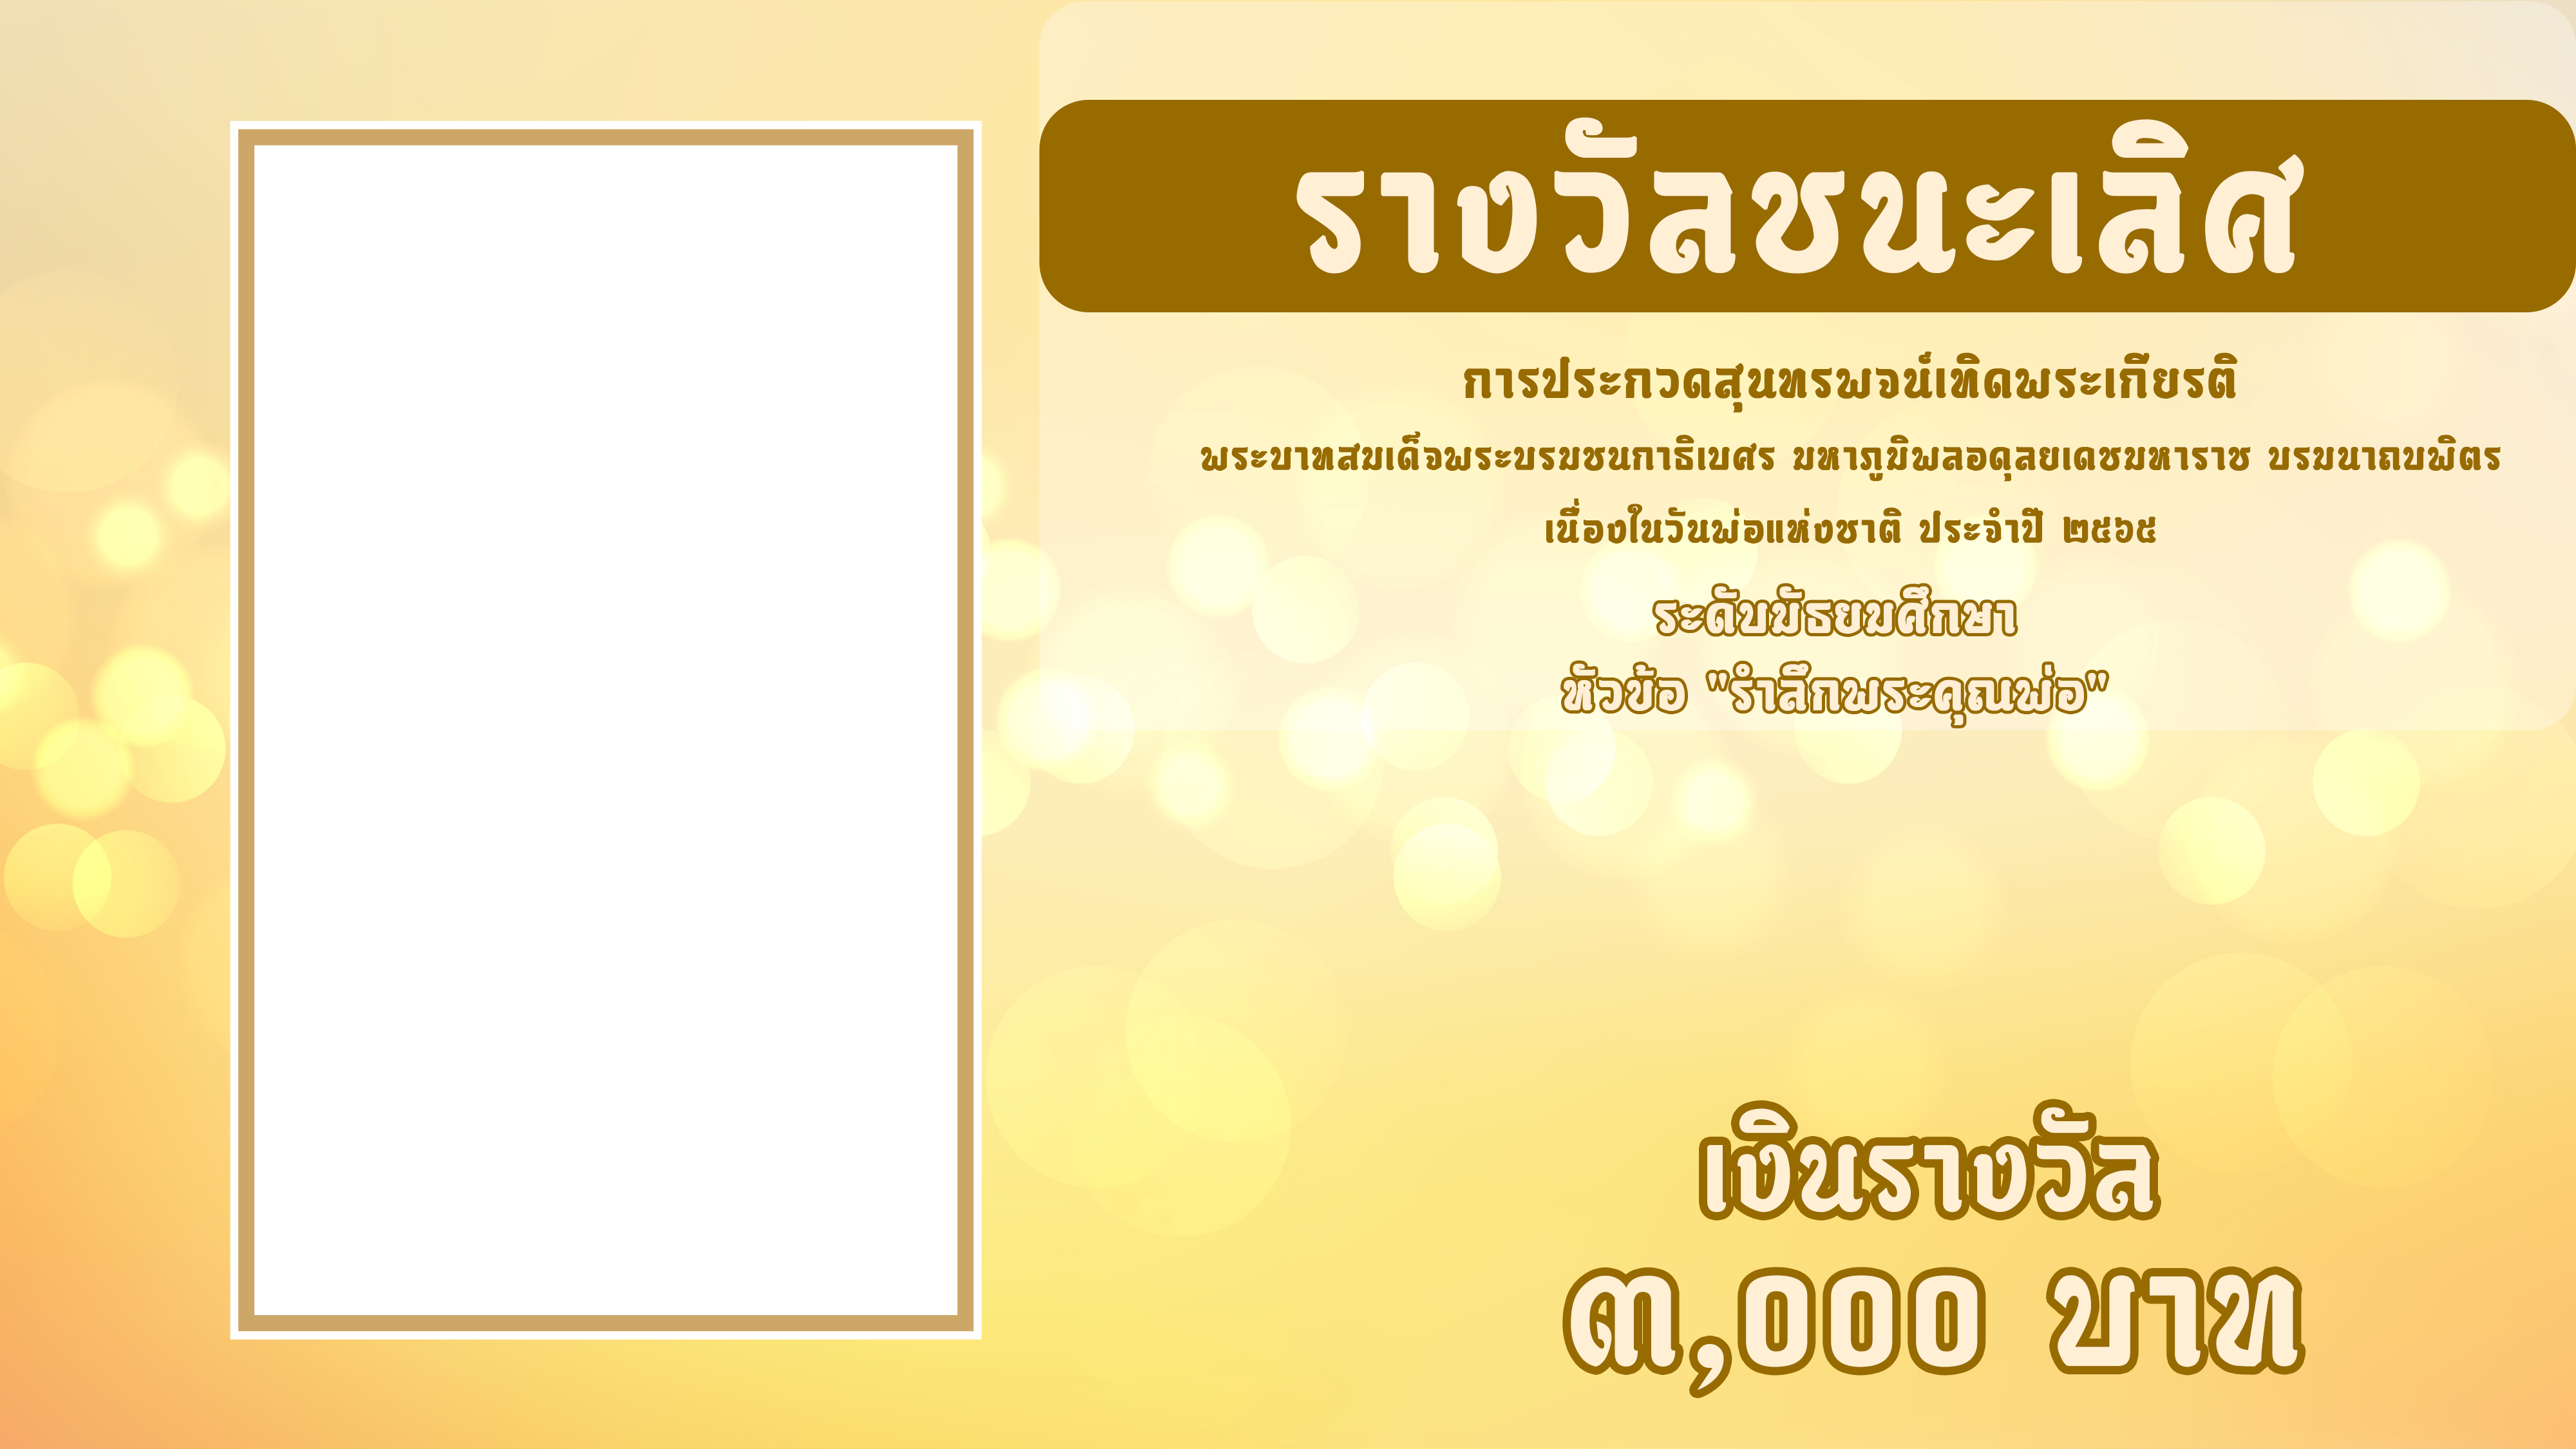 รางวัลชนะเลิศ
การประกวดสุนทรพจน์เทิดพระเกียรติ
พระบาทสมเด็จพระบรมชนกาธิเบศร มหาภูมิพลอดุลยเดชมหาราช บรมนาถบพิตร
เนื่องในวันพ่อแห่งชาติ ประจำปี ๒๕๖๕
ระดับมัธยมศึกษา
หัวข้อ "รำลึกพระคุณพ่อ"
เงินรางวัล
๓,๐๐๐ บาท